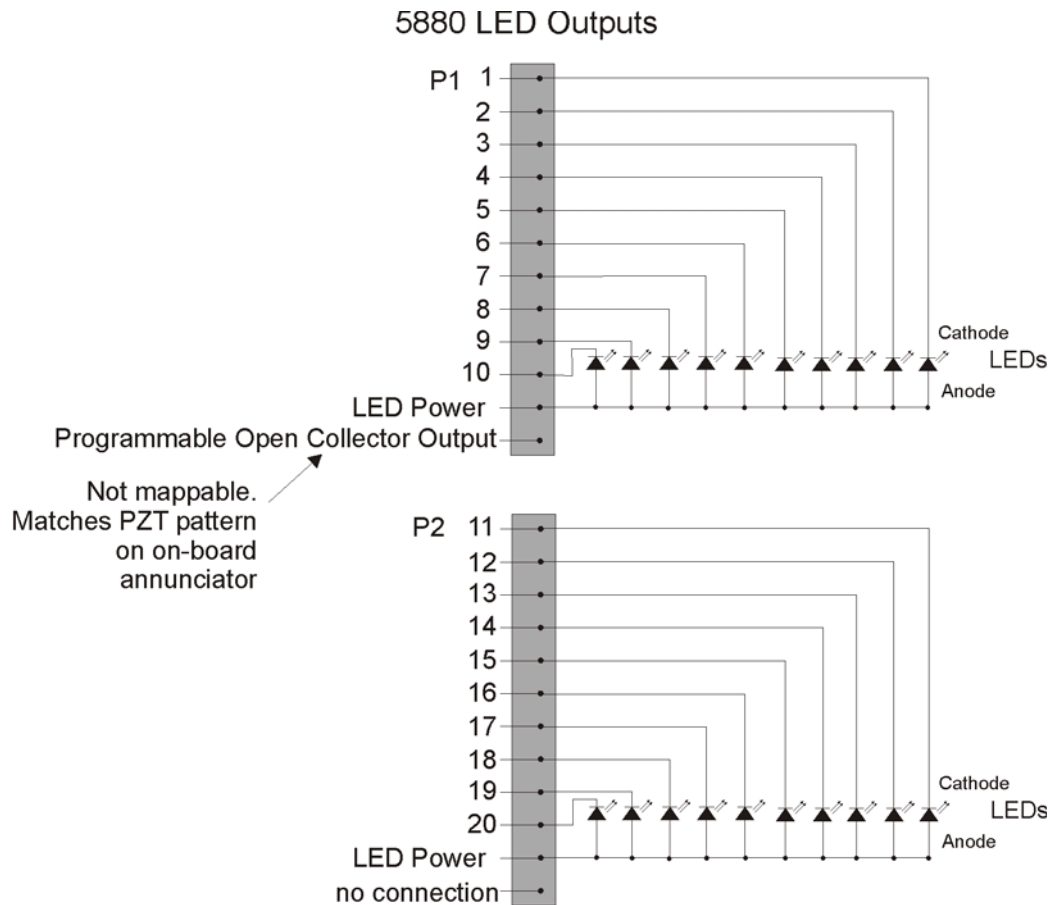 5880 LED Outputs
P1 1
2
3
4
5
6
7
8
9
10
Cathode
LEDs
Anode
LED Power
Programmable Open Collector Output
Not mappable.
Matches PZT pattern
on on-board
annunciator
P2 11
12
13
14
15
16
17
18
19
20
Cathode
LEDs
Anode
LED Power
no connection